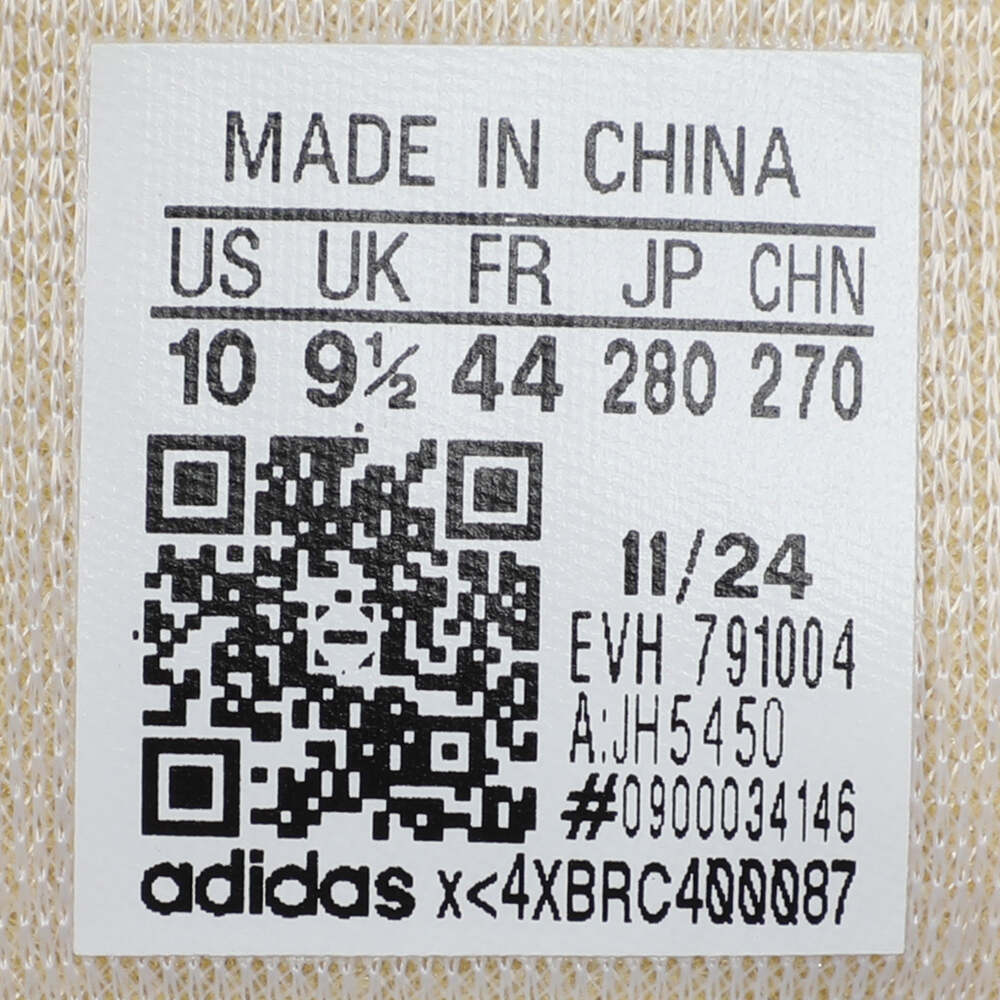 MADE IN CHINA
US UK FR JP CHN
10 9½ 44 280 270
11/24
EVH 791004
A:JH5450
#0900034146
adidas x<4XBRC400087